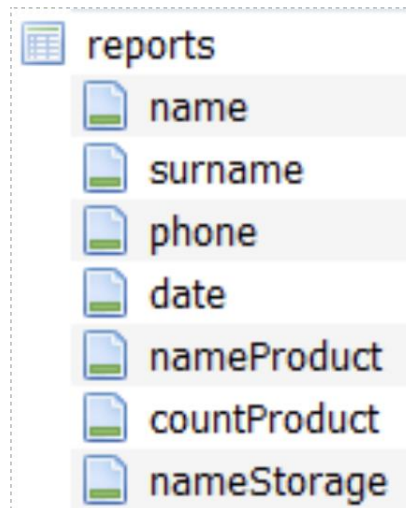 reports
name
surname
phone
date
nameProduct
countProduct
nameStorage